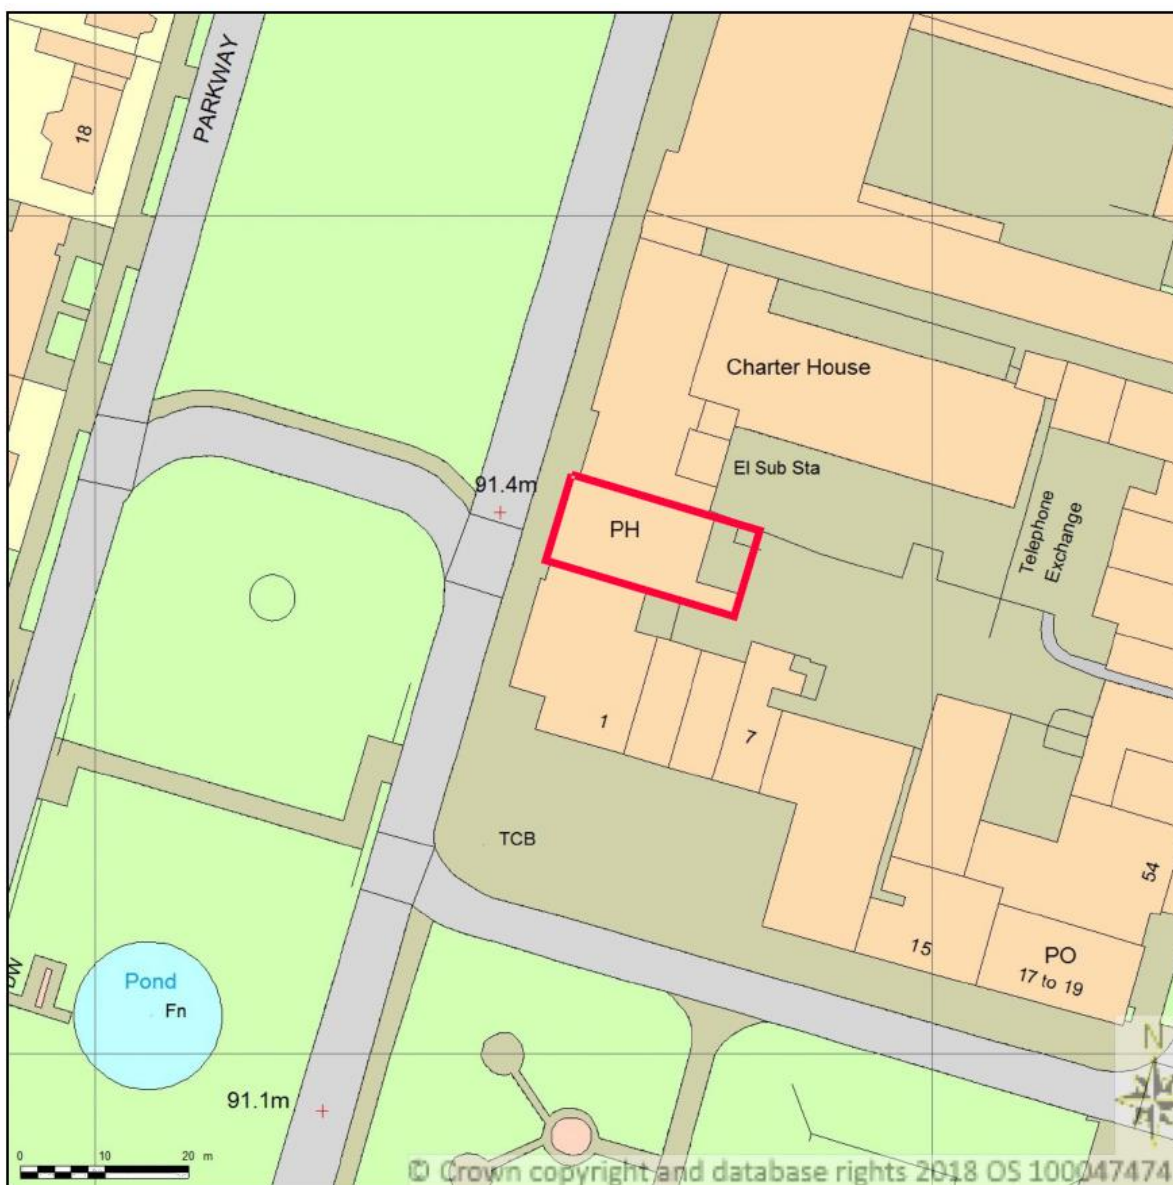 PARKWAY
18
Charter House
El Sub Sta
91.4m
PH
Telephone
Exchange
1
7
TCB
54
15
PO
17 to 19
Pond
Fn
91.1m
N
0 10 20 m
© Crown copyright and database rights 2018 OS 100047474